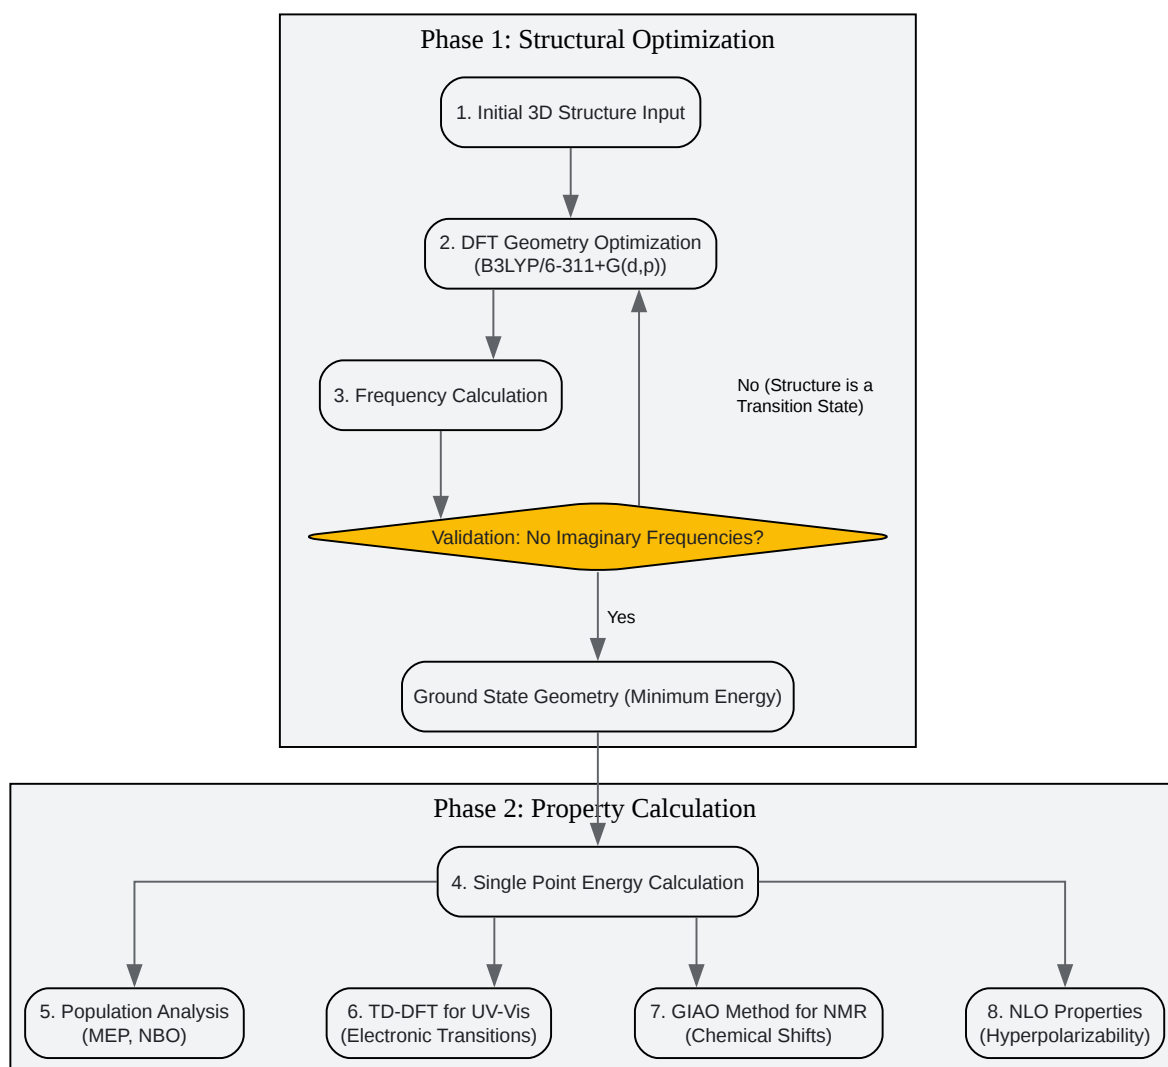 Phase 1: Structural Optimization
1. Initial 3D Structure Input
2. DFT Geometry Optimization
(B3LYP/6-311+G(d,p))
3. Frequency Calculation
No (Structure is a
Transition State)
Validation: No Imaginary Frequencies?
Yes
Ground State Geometry (Minimum Energy)
Phase 2: Property Calculation
4. Single Point Energy Calculation
5. Population Analysis
(MEP, NBO)
6. TD-DFT for UV-Vis
(Electronic Transitions)
7. GIAO Method for NMR
(Chemical Shifts)
8. NLO Properties
(Hyperpolarizability)